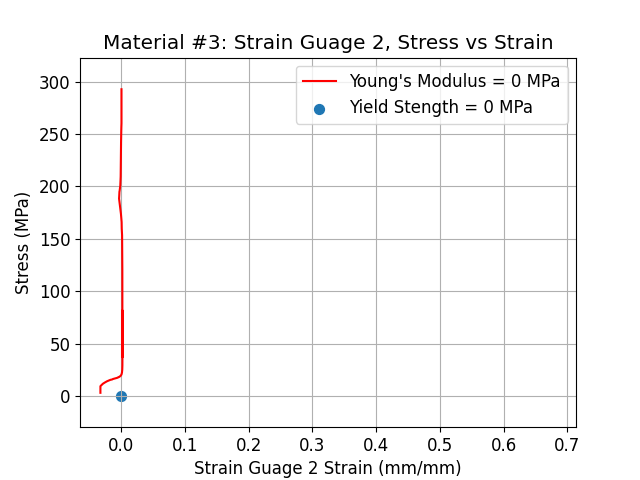 Material #3: Strain Guage 2, Stress vs Strain
Young's Modulus = 0 MPa
Yield Stength = 0 MPa
Stress (MPa)
300
250
200
150
100
50
0
0.0 0.1 0.2 0.3 0.4 0.5 0.6 0.7
Strain Guage 2 Strain (mm/mm)